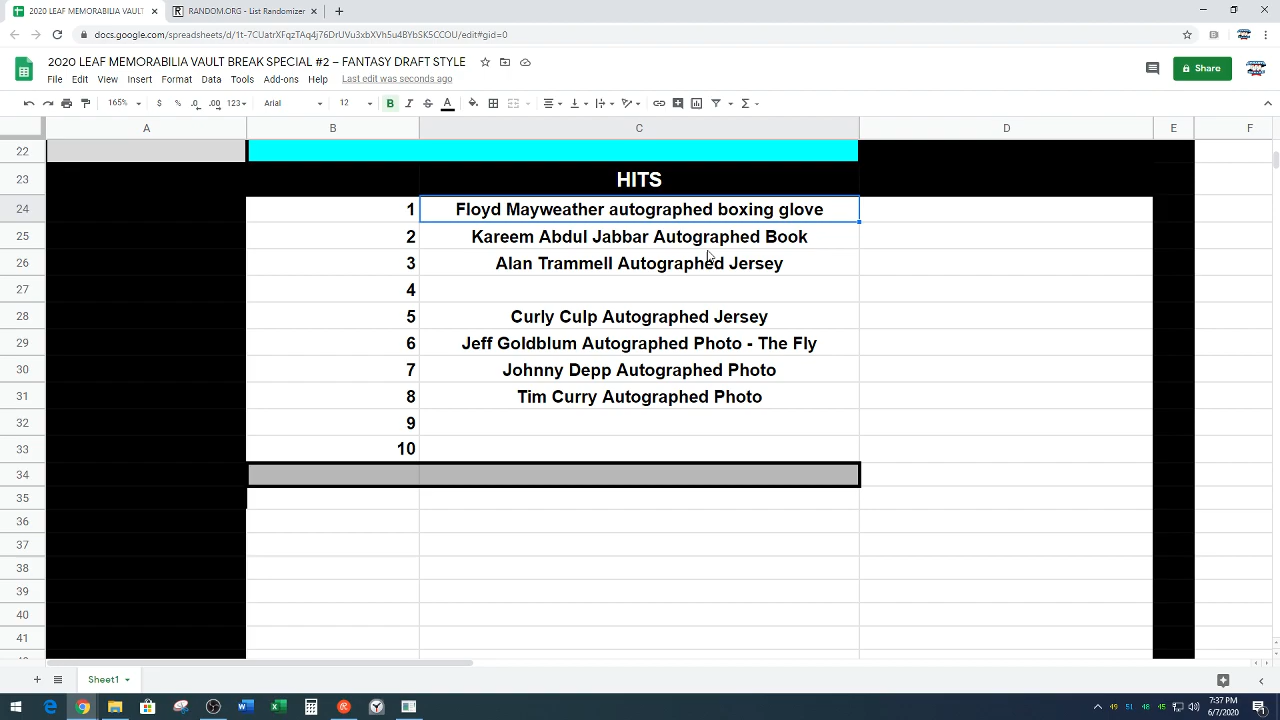 2020 LEAF MEMORABILIA VAULT
RANDOM.ORG - List Randomizer
docs.google.com/spreadsheets/d/1t-7CUatrXFqzTAq4j76DrUVu3xbXVh5u4BYbSK5CCOU/edit#gid=0
2020 LEAF MEMORABILIA VAULT BREAK SPECIAL #2 – FANTASY DRAFT STYLE
File Edit View Insert Format Data Tools Add-ons Help Last edit was seconds ago
Share
165% $ % .0 .00 123 Arial 12 B I S A
A B C D E F
22
23 HITS
24 1 Floyd Mayweather autographed boxing glove
25 2 Kareem Abdul Jabbar Autographed Book
26 3 Alan Trammell Autographed Jersey
27 4
28 5 Curly Culp Autographed Jersey
29 6 Jeff Goldblum Autographed Photo - The Fly
30 7 Johnny Depp Autographed Photo
31 8 Tim Curry Autographed Photo
32 9
33 10
34
35
36
37
38
39
40
41
Sheet1
49 51 48 45
7:37 PM
6/7/2020